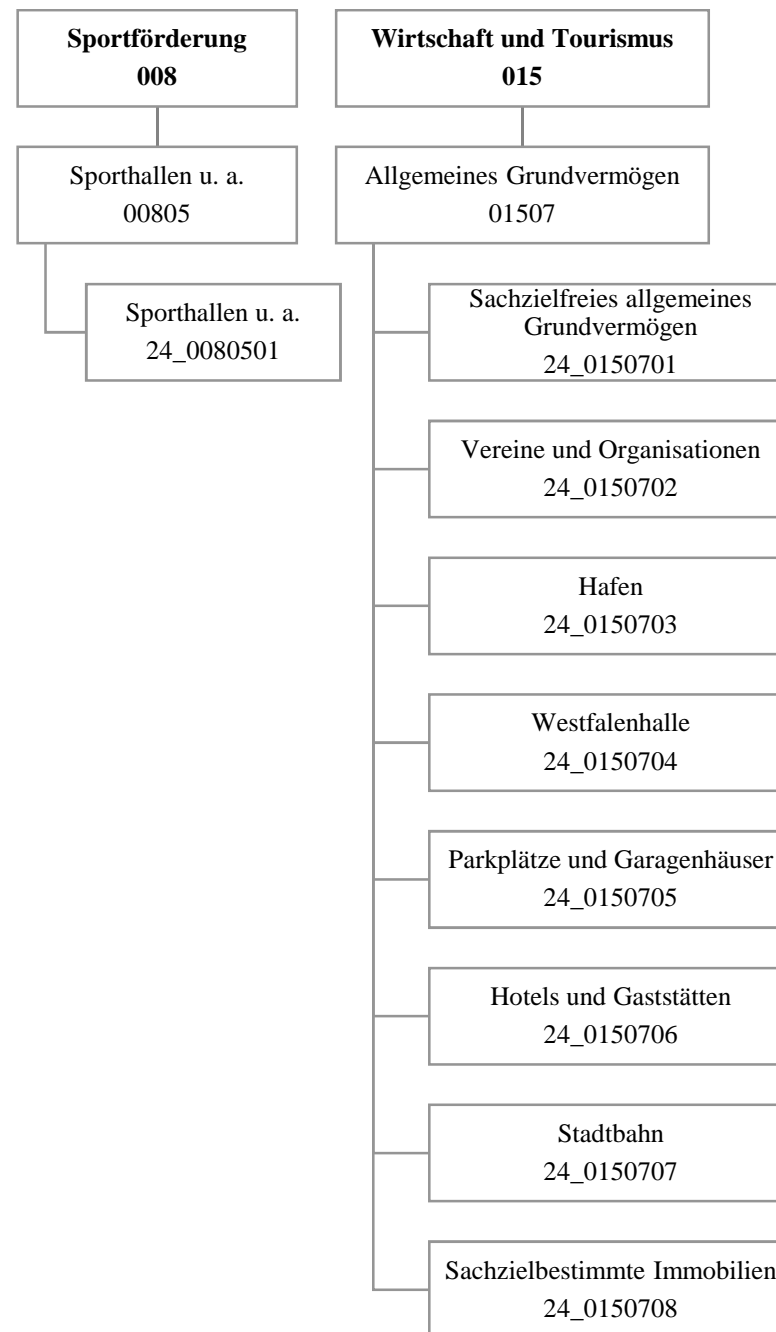 Sportförderung
008
Sporthallen u. a.
00805
Sporthallen u. a.
24_0080501
Wirtschaft und Tourismus
015
Allgemeines Grundvermögen
01507
Sachzielfreies allgemeines
Grundvermögen
24_0150701
Vereine und Organisationen
24_0150702
Hafen
24_0150703
Westfalenhalle
24_0150704
Parkplätze und Garagenhäuser
24_0150705
Hotels und Gaststätten
24_0150706
Stadtbahn
24_0150707
Sachzielbestimmte Immobilien
24_0150708